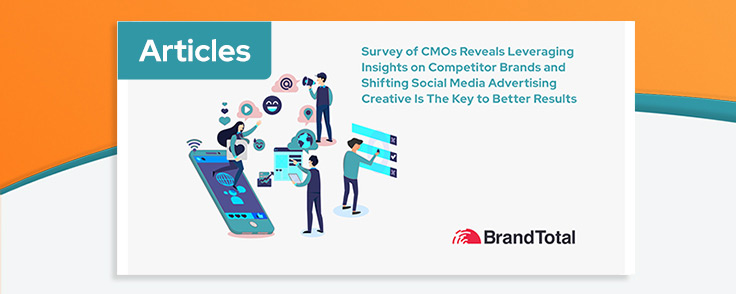 Articles
Survey of CMOs Reveals Leveraging
Insights on Competitor Brands and
Shifting Social Media Advertising
Creative Is The Key to Better Results
BrandTotal